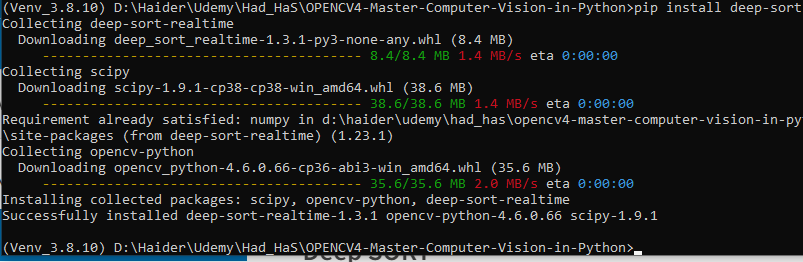 (Venv_3.8.10) D:\Haider\Udemy\Had_HaS\OPENCV4-Master-Computer-Vision-in-Python>pip install deep-sort
Collecting deep-sort-realtime
  Downloading deep_sort_realtime-1.3.1-py3-none-any.whl (8.4 MB)
     ---------------------------------------- 8.4/8.4 MB 1.4 MB/s eta 0:00:00
Collecting scipy
  Downloading scipy-1.9.1-cp38-cp38-win_amd64.whl (38.6 MB)
     ---------------------------------------- 38.6/38.6 MB 1.4 MB/s eta 0:00:00
Requirement already satisfied: numpy in d:\haider\udemy\had_has\opencv4-master-computer-vision-in-py
\site-packages (from deep-sort-realtime) (1.23.1)
Collecting opencv-python
  Downloading opencv_python-4.6.0.66-cp36-abi3-win_amd64.whl (35.6 MB)
     ---------------------------------------- 35.6/35.6 MB 2.0 MB/s eta 0:00:00
Installing collected packages: scipy, opencv-python, deep-sort-realtime
Successfully installed deep-sort-realtime-1.3.1 opencv-python-4.6.0.66 scipy-1.9.1
(Venv_3.8.10) D:\Haider\Udemy\Had_HaS\OPENCV4-Master-Computer-Vision-in-Python>
Deep SORT